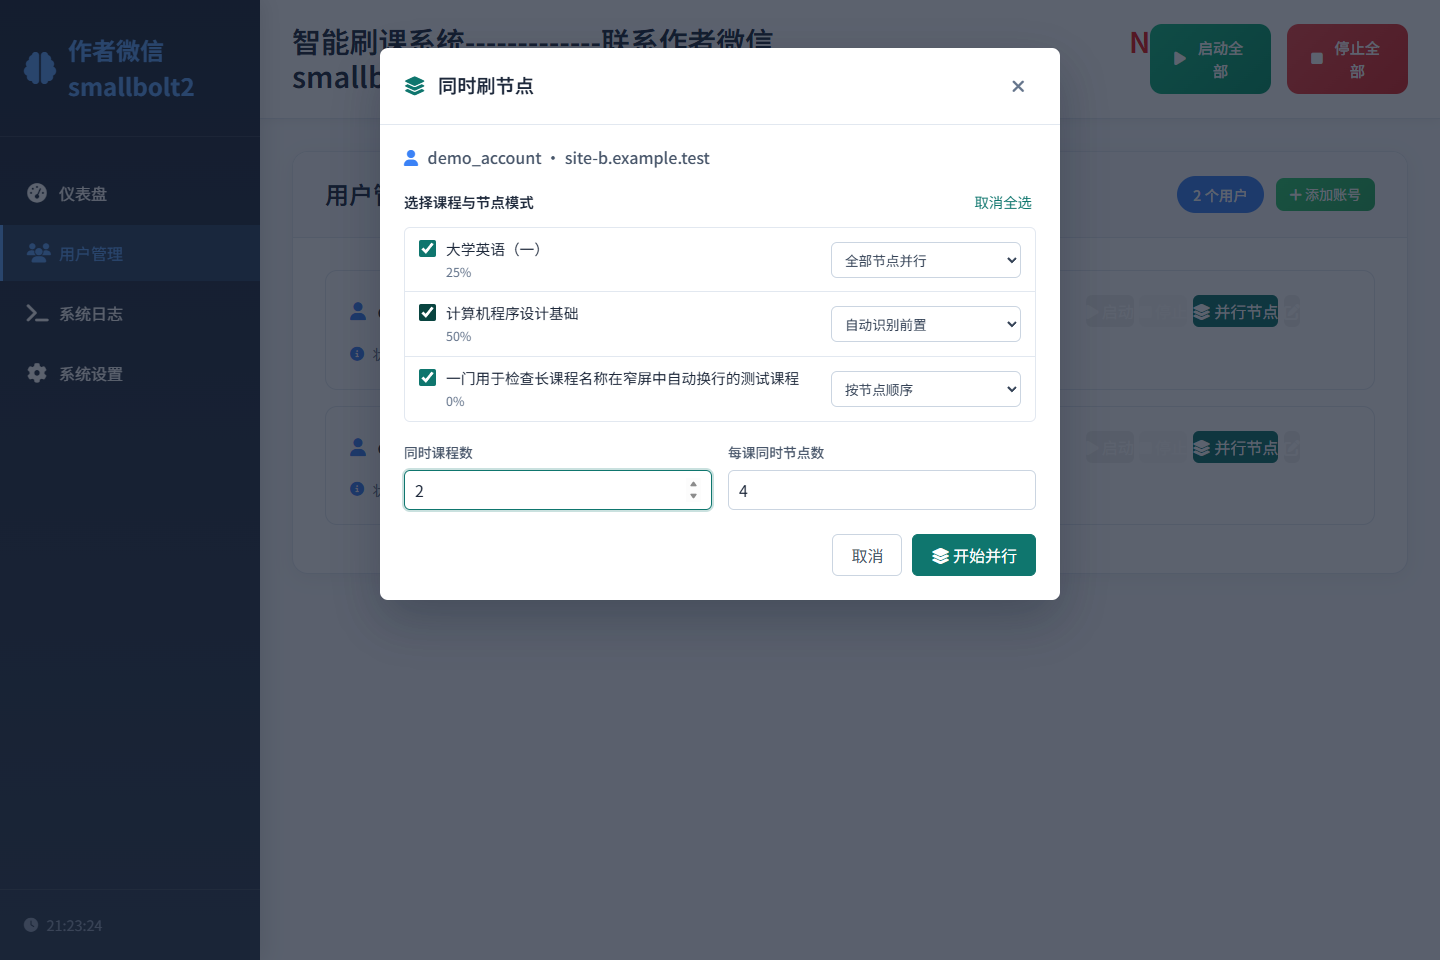 作者微信
smallbolt2
仪表盘
用户管理
系统日志
系统设置
21:23:24
智能刷课系统-------------联系作者微信
smallb
N
启动全
部
停止全
部
用户管
2 个用户
添加账号
并行节点
并行节点
同时刷节点
demo_account • site-b.example.test
选择课程与节点模式
取消全选
大学英语（一）
25%
全部节点并行
计算机程序设计基础
50%
自动识别前置
一门用于检查长课程名称在窄屏中自动换行的测试课程
0%
按节点顺序
同时课程数
每课同时节点数
2
4
取消
开始并行